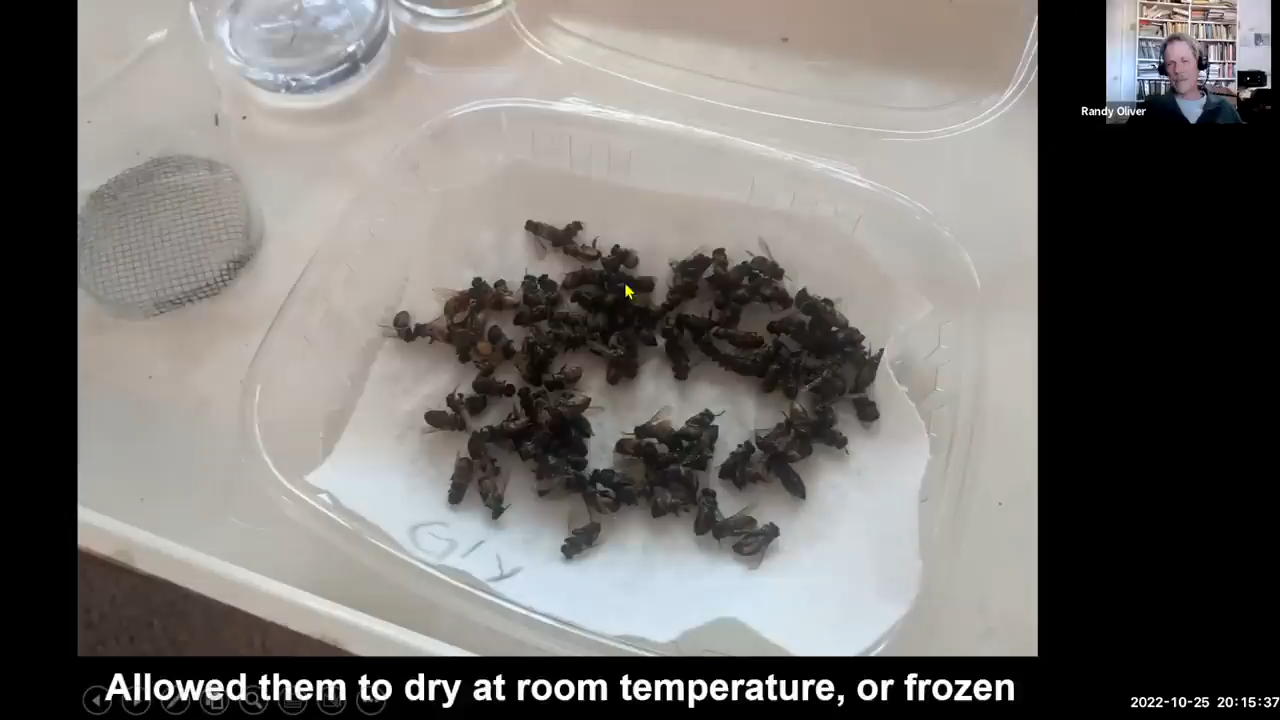 Randy Oliver
Allowed them to dry at room temperature, or frozen
2022-10-25 20:15:37